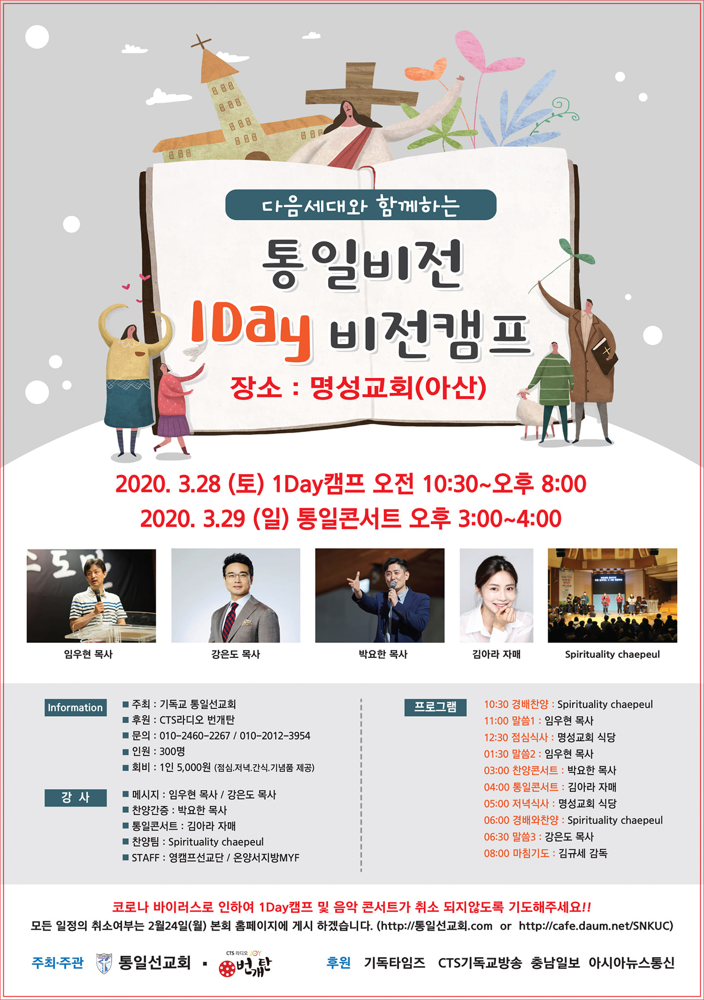 다음세대와 함께하는
통일비전
1Day 비전캠프
장소 : 명성교회(아산)
2020. 3.28 (토) 1Day캠프 오전 10:30~오후 8:00
2020. 3.29 (일) 통일콘서트 오후 3:00~4:00
스도민
임우현 목사
강은도 목사
박요한 목사
김아라 자매
Spirituality chaepeul
Information
■ 주최 : 기독교 통일선교회
■ 후원 : CTS라디오 번개탄
■ 문의 : 010-2460-2267 / 010-2012-3954
■ 인원 : 300명
■ 회비 : 1인 5,000원 (점심.저녁.간식.기념품 제공)
강 사
■ 메시지 : 임우현 목사 / 강은도 목사
■ 찬양간증 : 박요한 목사
■ 통일콘서트 : 김아라 자매
■ 찬양팀 : Spirituality chaepeul
■ STAFF : 영캠프선교단 / 온양서지방MYF
프로그램
10:30 경배찬양 : Spirituality chaepeul
11:00 말씀1 : 임우현 목사
12:30 점심식사 : 명성교회 식당
01:30 말씀2 : 임우현 목사
03:00 찬양콘서트 : 박요한 목사
04:00 통일콘서트 : 김아라 자매
05:00 저녁식사 : 명성교회 식당
06:00 경배와찬양 : Spirituality chaepeul
06:30 말씀3 : 강은도 목사
08:00 마침기도 : 김규세 감독
코로나 바이러스로 인하여 1Day캠프 및 음악 콘서트가 취소 되지않도록 기도해주세요!!
모든 일정의 취소여부는 2월24일(월) 본회 홈페이지에 게시 하겠습니다. (http://통일선교회.com or http://cafe.daum.net/SNKUC)
주최·주관 통일선교회 ▪ CTS 라디오 JOY 번개탄
후원 기독타임즈 CTS기독교방송 충남일보 아시아뉴스통신